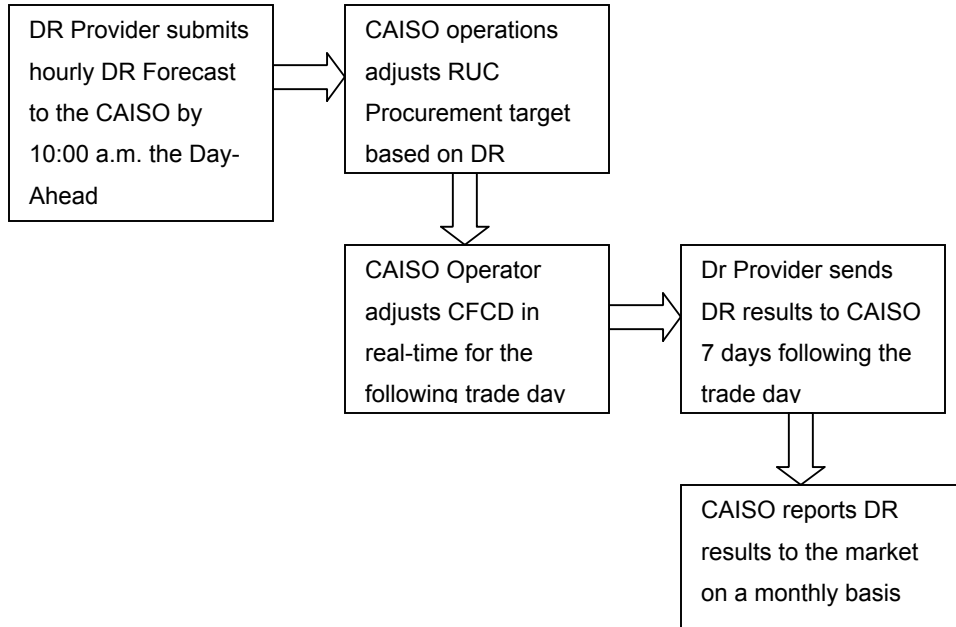 DR Provider submits
hourly DR Forecast
to the CAISO by
10:00 a.m. the Day-
Ahead
CAISO operations
adjusts RUC
Procurement target
based on DR
CAISO Operator
adjusts CFCD in
real-time for the
following trade day
Dr Provider sends
DR results to CAISO
7 days following the
trade day
CAISO reports DR
results to the market
on a monthly basis